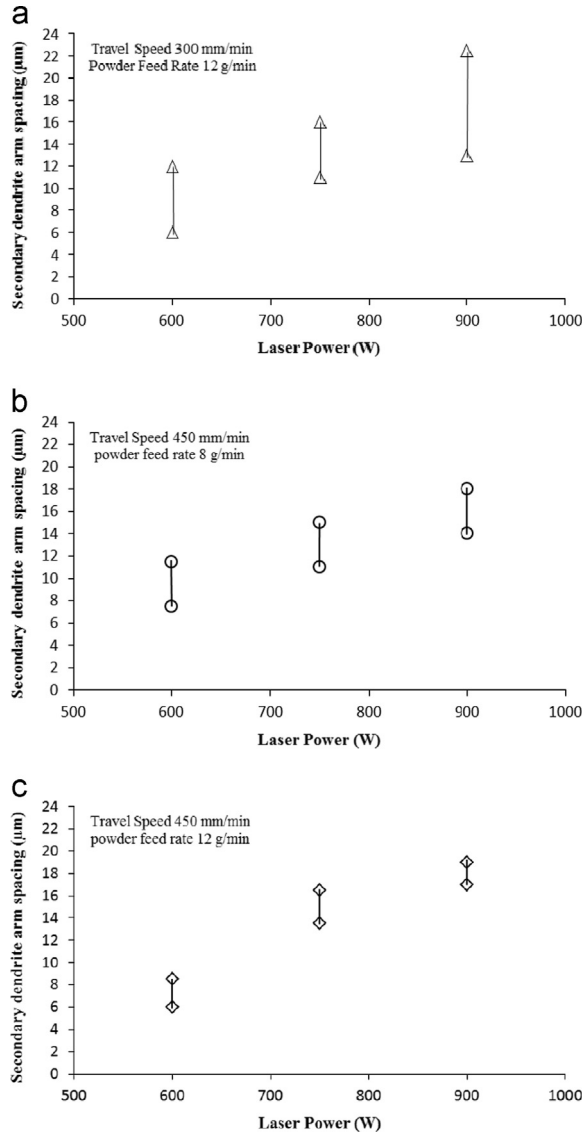 a
Travel Speed 300 mm/min
Powder Feed Rate 12 g/min
Secondary dendrite arm spacing (μm)
24
22
20
18
16
14
12
10
8
6
4
2
0
500 600 700 800 900 1000
Laser Power (W)
b
Travel Speed 450 mm/min
powder feed rate 8 g/min
Secondary dendrite arm spacing (μm)
24
22
20
18
16
14
12
10
8
6
4
2
0
500 600 700 800 900 1000
Laser Power (W)
c
Travel Speed 450 mm/min
powder feed rate 12 g/min
Secondary dendrite arm spacing (μm)
24
22
20
18
16
14
12
10
8
6
4
2
0
500 600 700 800 900 1000
Laser Power (W)